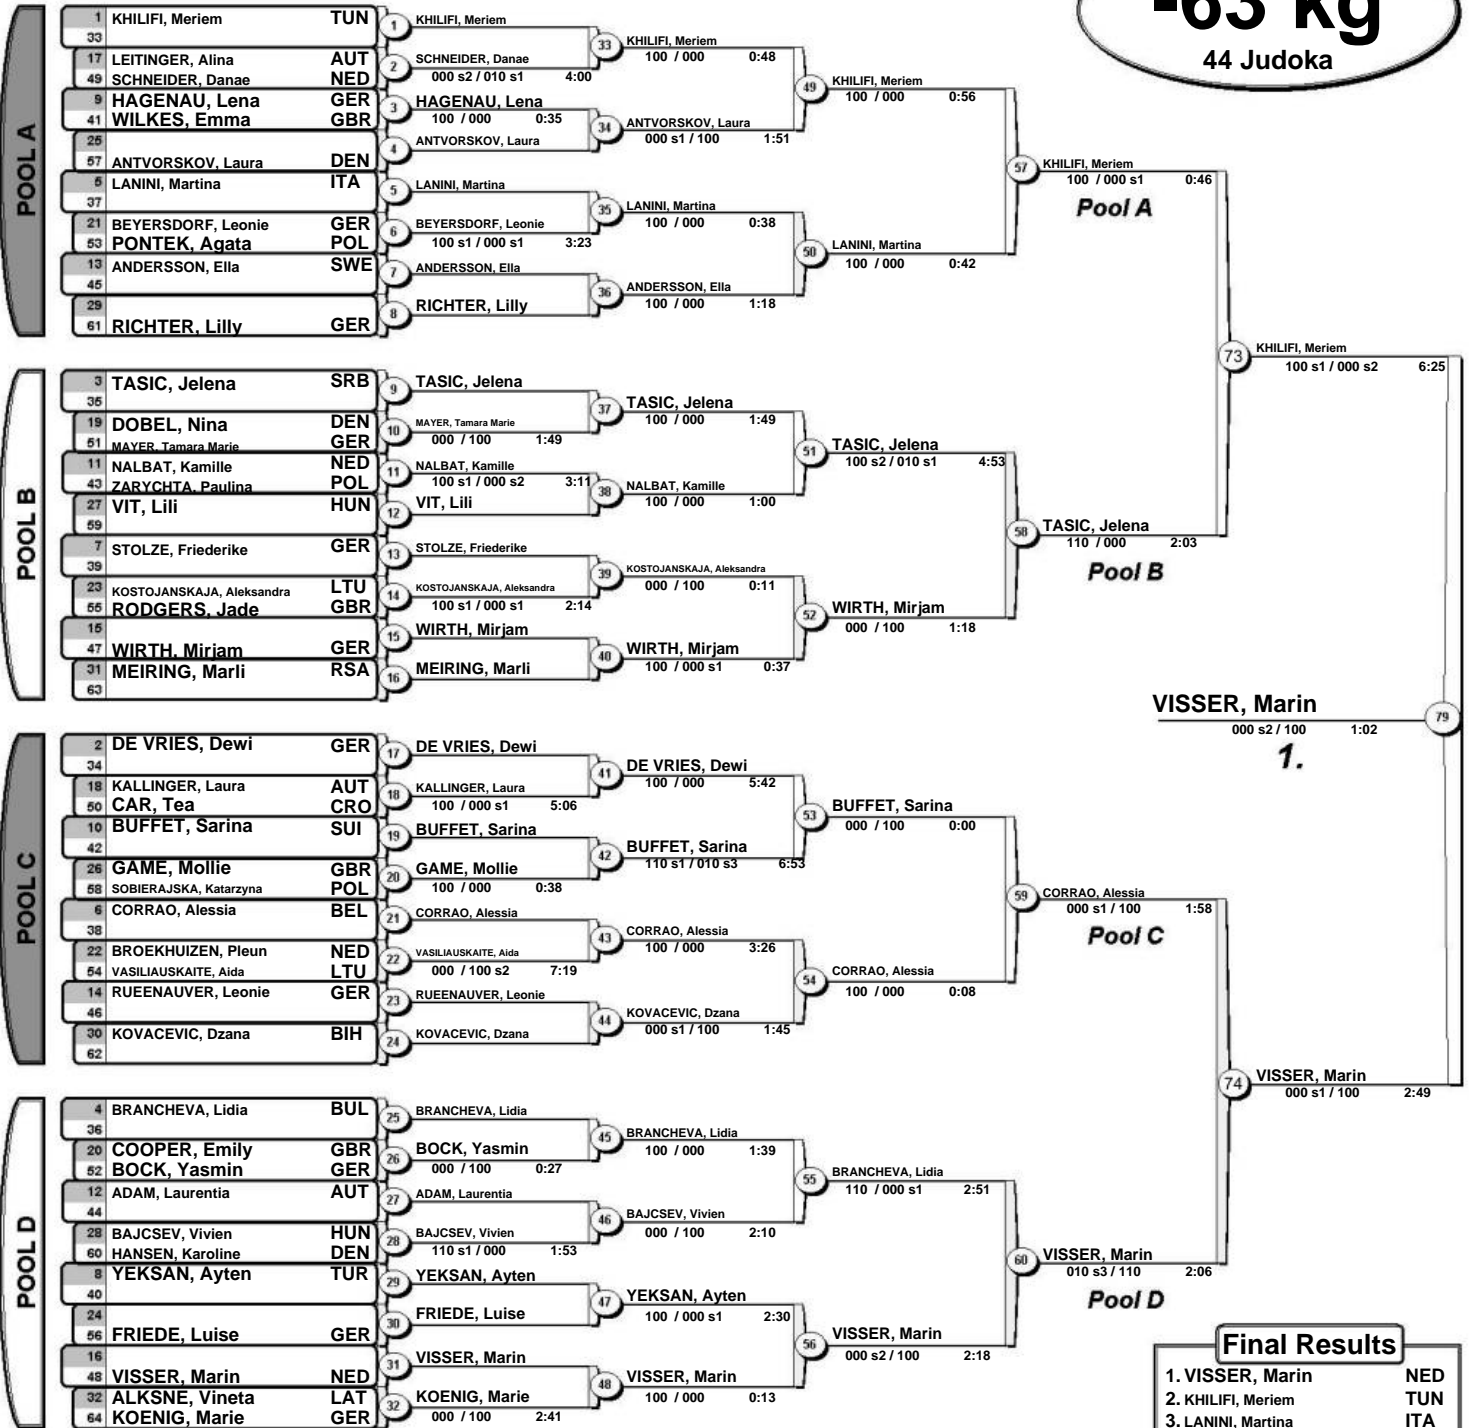 -63 kg
44 Judoka
POOL A
1 KHILIFI, Meriem TUN
33
17 LEITINGER, Alina AUT
49 SCHNEIDER, Danae NED
9 HAGENAU, Lena GER
41 WILKES, Emma GBR
25
57 ANTVORSKOV, Laura DEN
5 LANINI, Martina ITA
37
21 BEYERSDORF, Leonie GER
53 PONTEK, Agata POL
13 ANDERSSON, Ella SWE
45
29
61 RICHTER, Lilly GER
1 KHILIFI, Meriem
2 SCHNEIDER, Danae
000 s2 / 010 s1 4:00
3 HAGENAU, Lena
100 / 000 0:35
4 ANTVORSKOV, Laura
5 LANINI, Martina
6 BEYERSDORF, Leonie
100 s1 / 000 s1 3:23
7 ANDERSSON, Ella
8 RICHTER, Lilly
33 KHILIFI, Meriem
100 / 000 0:48
34 ANTVORSKOV, Laura
000 s1 / 100 1:51
35 LANINI, Martina
100 / 000 0:38
36 ANDERSSON, Ella
100 / 000 1:18
49 KHILIFI, Meriem
100 / 000 0:56
50 LANINI, Martina
100 / 000 0:42
57 KHILIFI, Meriem
100 / 000 s1 0:46
Pool A
POOL B
3 TASIC, Jelena SRB
35
19 DOBEL, Nina DEN
51 MAYER, Tamara Marie GER
11 NALBAT, Kamille NED
43 ZARYCHTA, Paulina POL
27 VIT, Lili HUN
59
7 STOLZE, Friederike GER
39
23 KOSTOJANSKAJA, Aleksandra LTU
55 RODGERS, Jade GBR
15
47 WIRTH, Mirjam GER
31 MEIRING, Marli RSA
63
9 TASIC, Jelena
10 MAYER, Tamara Marie
000 / 100 1:49
11 NALBAT, Kamille
100 s1 / 000 s2 3:11
12 VIT, Lili
13 STOLZE, Friederike
14 KOSTOJANSKAJA, Aleksandra
100 s1 / 000 s1 2:14
15 WIRTH, Mirjam
16 MEIRING, Marli
37 TASIC, Jelena
100 / 000 1:49
38 NALBAT, Kamille
100 / 000 1:00
39 KOSTOJANSKAJA, Aleksandra
000 / 100 0:11
40 WIRTH, Mirjam
100 / 000 s1 0:37
51 TASIC, Jelena
100 s2 / 010 s1 4:53
52 WIRTH, Mirjam
000 / 100 1:18
58 TASIC, Jelena
110 / 000 2:03
Pool B
73 KHILIFI, Meriem
100 s1 / 000 s2 6:25
VISSER, Marin
79
000 s2 / 100 1:02
1.
POOL C
2 DE VRIES, Dewi GER
34
18 KALLINGER, Laura AUT
50 CAR, Tea CRO
10 BUFFET, Sarina SUI
42
26 GAME, Mollie GBR
58 SOBIERAJSKA, Katarzyna POL
6 CORRAO, Alessia BEL
38
22 BROEKHUIZEN, Pleun NED
54 VASILIAUSKAITE, Aida LTU
14 RUEENAUVER, Leonie GER
46
30 KOVACEVIC, Dzana BIH
62
17 DE VRIES, Dewi
18 KALLINGER, Laura
100 / 000 s1 5:06
19 BUFFET, Sarina
20 GAME, Mollie
100 / 000 0:38
21 CORRAO, Alessia
22 VASILIAUSKAITE, Aida
000 / 100 s2 7:19
23 RUEENAUVER, Leonie
24 KOVACEVIC, Dzana
41 DE VRIES, Dewi
100 / 000 5:42
42 BUFFET, Sarina
110 s1 / 010 s3 6:53
43 CORRAO, Alessia
100 / 000 3:26
44 KOVACEVIC, Dzana
000 s1 / 100 1:45
53 BUFFET, Sarina
000 / 100 0:00
54 CORRAO, Alessia
100 / 000 0:08
59 CORRAO, Alessia
000 s1 / 100 1:58
Pool C
POOL D
4 BRANCHEVA, Lidia BUL
36
20 COOPER, Emily GBR
52 BOCK, Yasmin GER
12 ADAM, Laurentia AUT
44
28 BAJCSEV, Vivien HUN
60 HANSEN, Karoline DEN
8 YEKSAN, Ayten TUR
40
24
56 FRIEDE, Luise GER
16
48 VISSER, Marin NED
32 ALKSNE, Vineta LAT
64 KOENIG, Marie GER
25 BRANCHEVA, Lidia
26 BOCK, Yasmin
000 / 100 0:27
27 ADAM, Laurentia
28 BAJCSEV, Vivien
110 s1 / 000 1:53
29 YEKSAN, Ayten
30 FRIEDE, Luise
31 VISSER, Marin
32 KOENIG, Marie
000 / 100 2:41
45 BRANCHEVA, Lidia
100 / 000 1:39
46 BAJCSEV, Vivien
000 / 100 2:10
47 YEKSAN, Ayten
100 / 000 s1 2:30
48 VISSER, Marin
100 / 000 0:13
55 BRANCHEVA, Lidia
110 / 000 s1 2:51
56 VISSER, Marin
000 s2 / 100 2:18
60 VISSER, Marin
010 s3 / 110 2:06
Pool D
74 VISSER, Marin
000 s1 / 100 2:49
Final Results
1. VISSER, Marin NED
2. KHILIFI, Meriem TUN
3. LANINI, Martina ITA